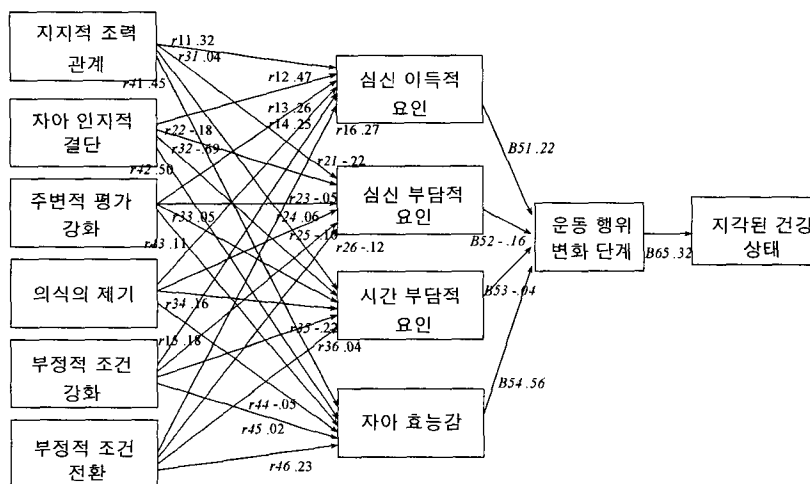 지지적 조력
관계
자아 인지적
결단
주변적 평가
강화
의식의 제기
부정적 조건
강화
부정적 조건
전환
r11 .32
r31 .04
r41 .45
r12 .47
r13 .26
r14 .25
r22 -.18
r32 -.69
r42 .50
r16 .27
r21 -.22
r23 -.05
r33 .05
r24 .06
r25 -.10
r26 -.12
r43 .11
r34 .16
r15 .18
r35 -.22
r36 .04
r44 -.05
r45 .02
r46 .23
심신 이득적
요인
심신 부담적
요인
시간 부담적
요인
자아 효능감
B51 .22
B52 -.16
B53 -.04
B54 .56
운동 행위
변화 단계
B65 .32
지각된 건강
상태